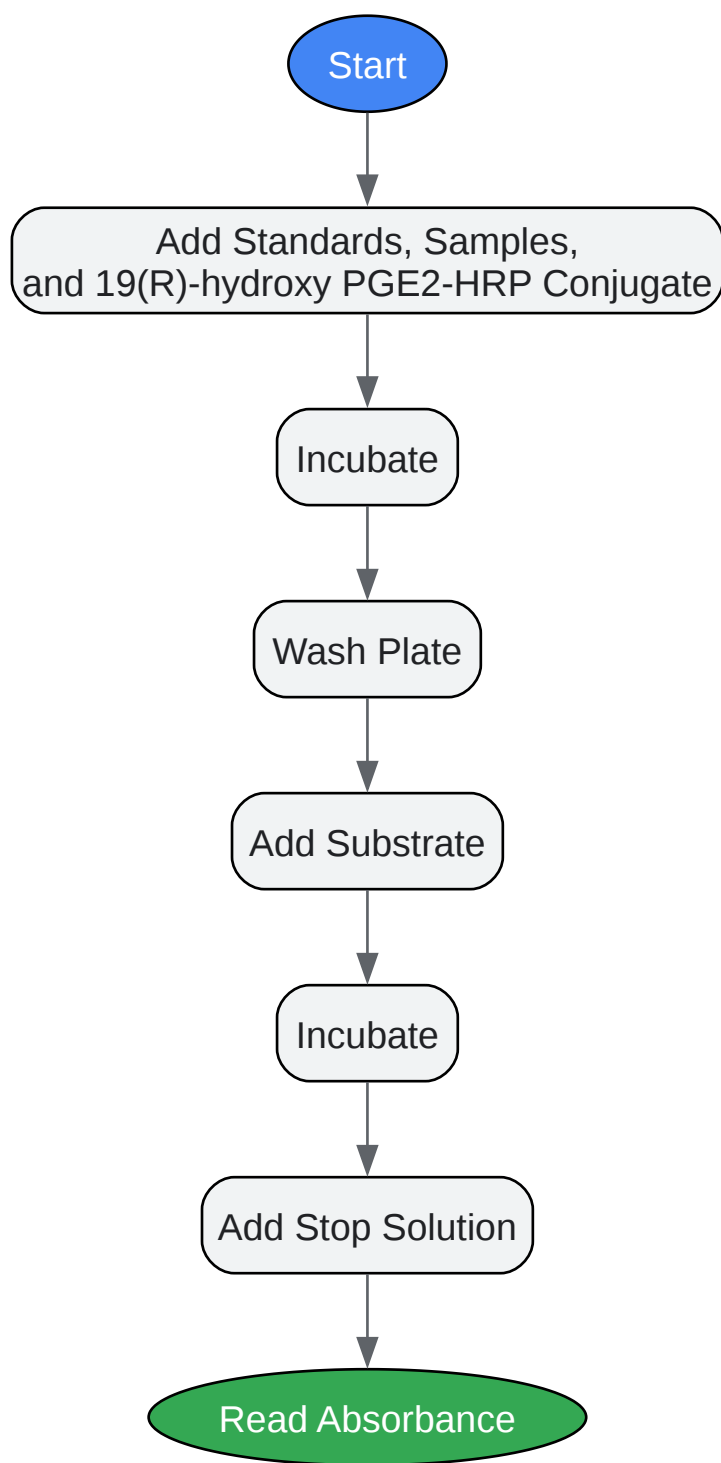 Start
Add Standards, Samples,
and 19(R)-hydroxy PGE2-HRP Conjugate
Incubate
Wash Plate
Add Substrate
Incubate
Add Stop Solution
Read Absorbance